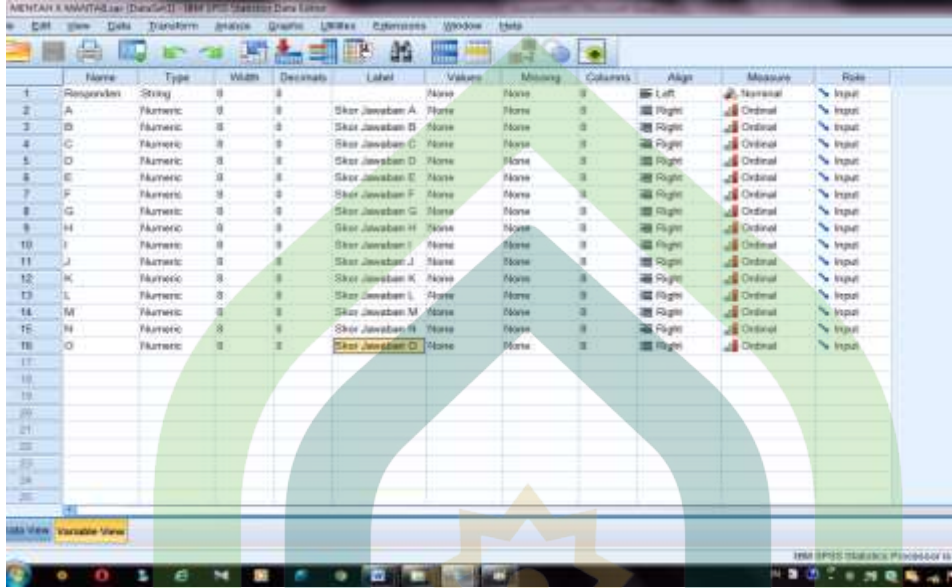 MENTAH X MANTAB.sav [DataSet1] - IBM SPSS Statistics Data Editor
Edit View Data Transform Analyze Graphs Utilities Extensions Window Help
Name Type Width Decimals Label Values Missing Columns Align Measure Role
1 Responden String 8 0 None None 8 Left Nominal Input
2 A Numeric 8 0 Skor Jawaban A None None 8 Right Ordinal Input
3 B Numeric 8 0 Skor Jawaban B None None 8 Right Ordinal Input
4 C Numeric 8 0 Skor Jawaban C None None 8 Right Ordinal Input
5 D Numeric 8 0 Skor Jawaban D None None 8 Right Ordinal Input
6 E Numeric 8 0 Skor Jawaban E None None 8 Right Ordinal Input
7 F Numeric 8 0 Skor Jawaban F None None 8 Right Ordinal Input
8 G Numeric 8 0 Skor Jawaban G None None 8 Right Ordinal Input
9 H Numeric 8 0 Skor Jawaban H None None 8 Right Ordinal Input
10 I Numeric 8 0 Skor Jawaban I None None 8 Right Ordinal Input
11 J Numeric 8 0 Skor Jawaban J None None 8 Right Ordinal Input
12 K Numeric 8 0 Skor Jawaban K None None 8 Right Ordinal Input
13 L Numeric 8 0 Skor Jawaban L None None 8 Right Ordinal Input
14 M Numeric 8 0 Skor Jawaban M None None 8 Right Ordinal Input
15 N Numeric 8 0 Skor Jawaban N None None 8 Right Ordinal Input
16 O Numeric 8 0 Skor Jawaban O None None 8 Right Ordinal Input
17
18
19
20
21
22
23
24
25
Data View Variable View
IBM SPSS Statistics Processor is